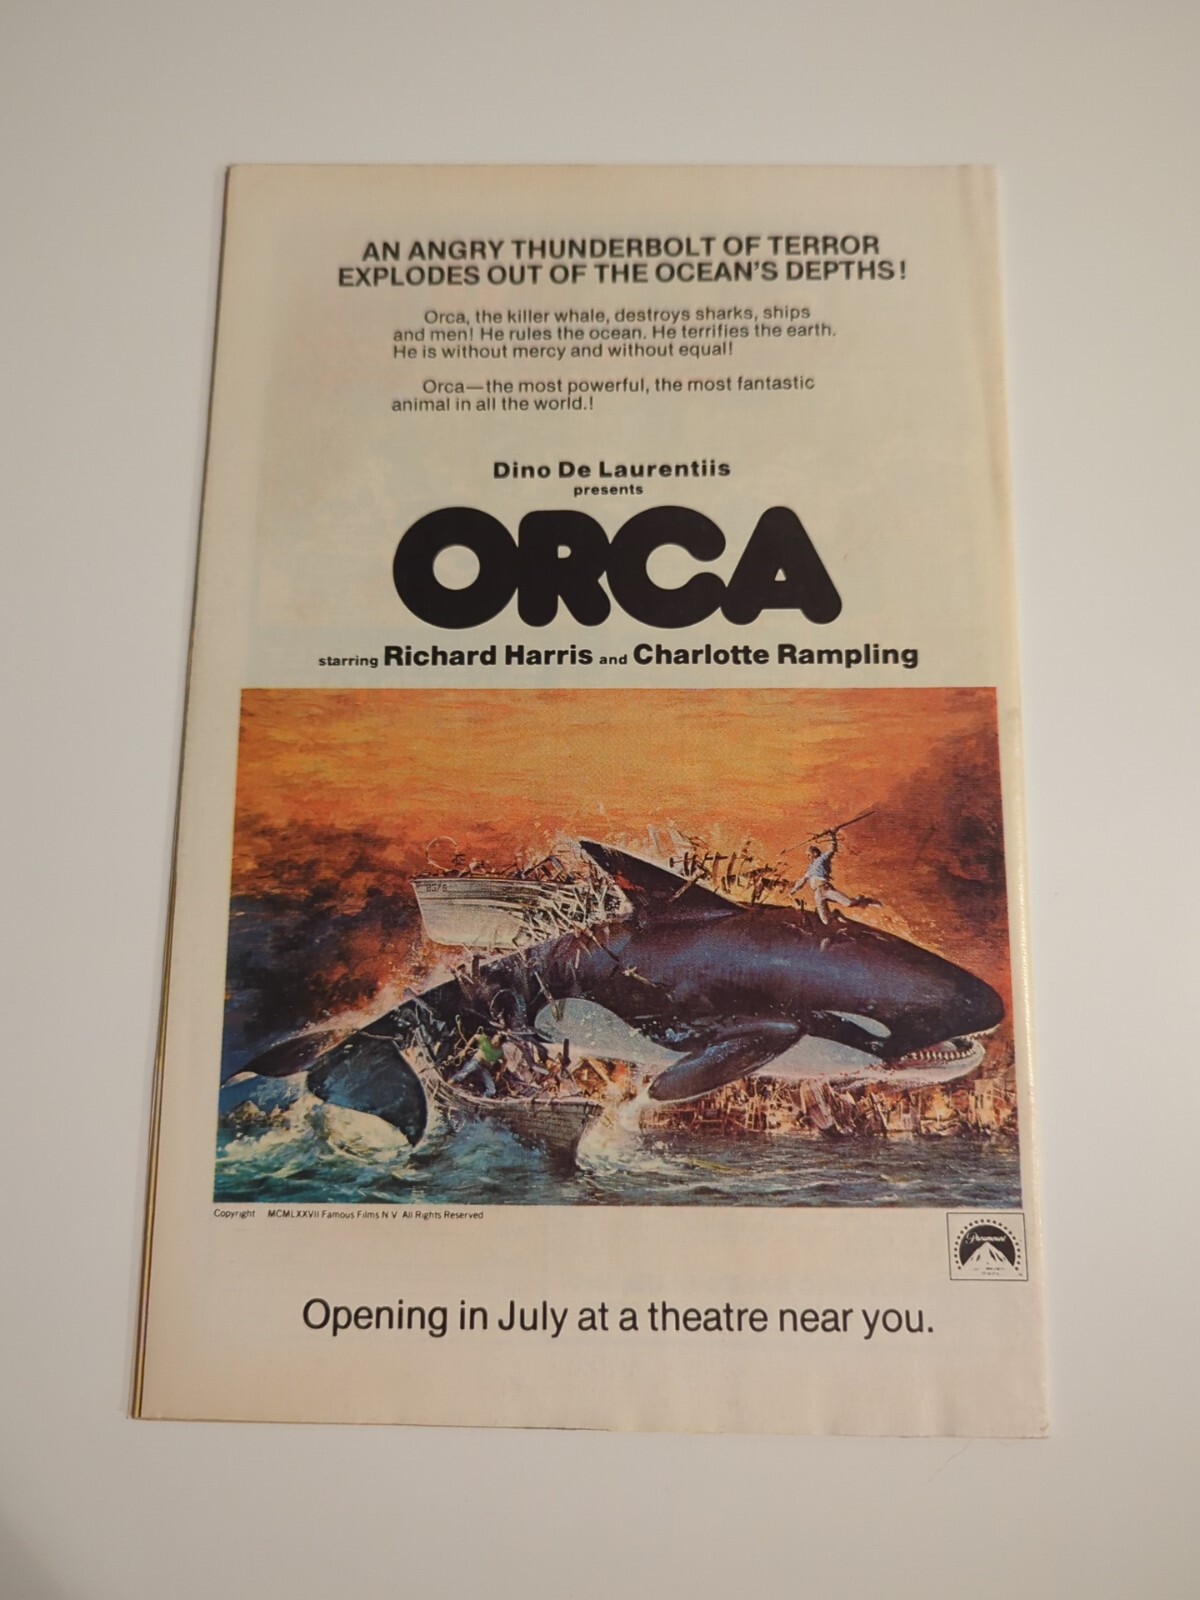 AN ANGRY THUNDERBOLT OF TERROR
EXPLODES OUT OF THE OCEAN'S DEPTHS!
Orca, the killer whale, destroys sharks, ships
and men! He rules the ocean. He terrifies the earth.
He is without mercy and without equal!
Orca—the most powerful, the most fantastic
animal in all the world.!
Dino De Laurentiis
presents
ORCA
starring Richard Harris and Charlotte Rampling
Copyright MCMLXXVII Famous Films N V All Rights Reserved
Paramount
Opening in July at a theatre near you.